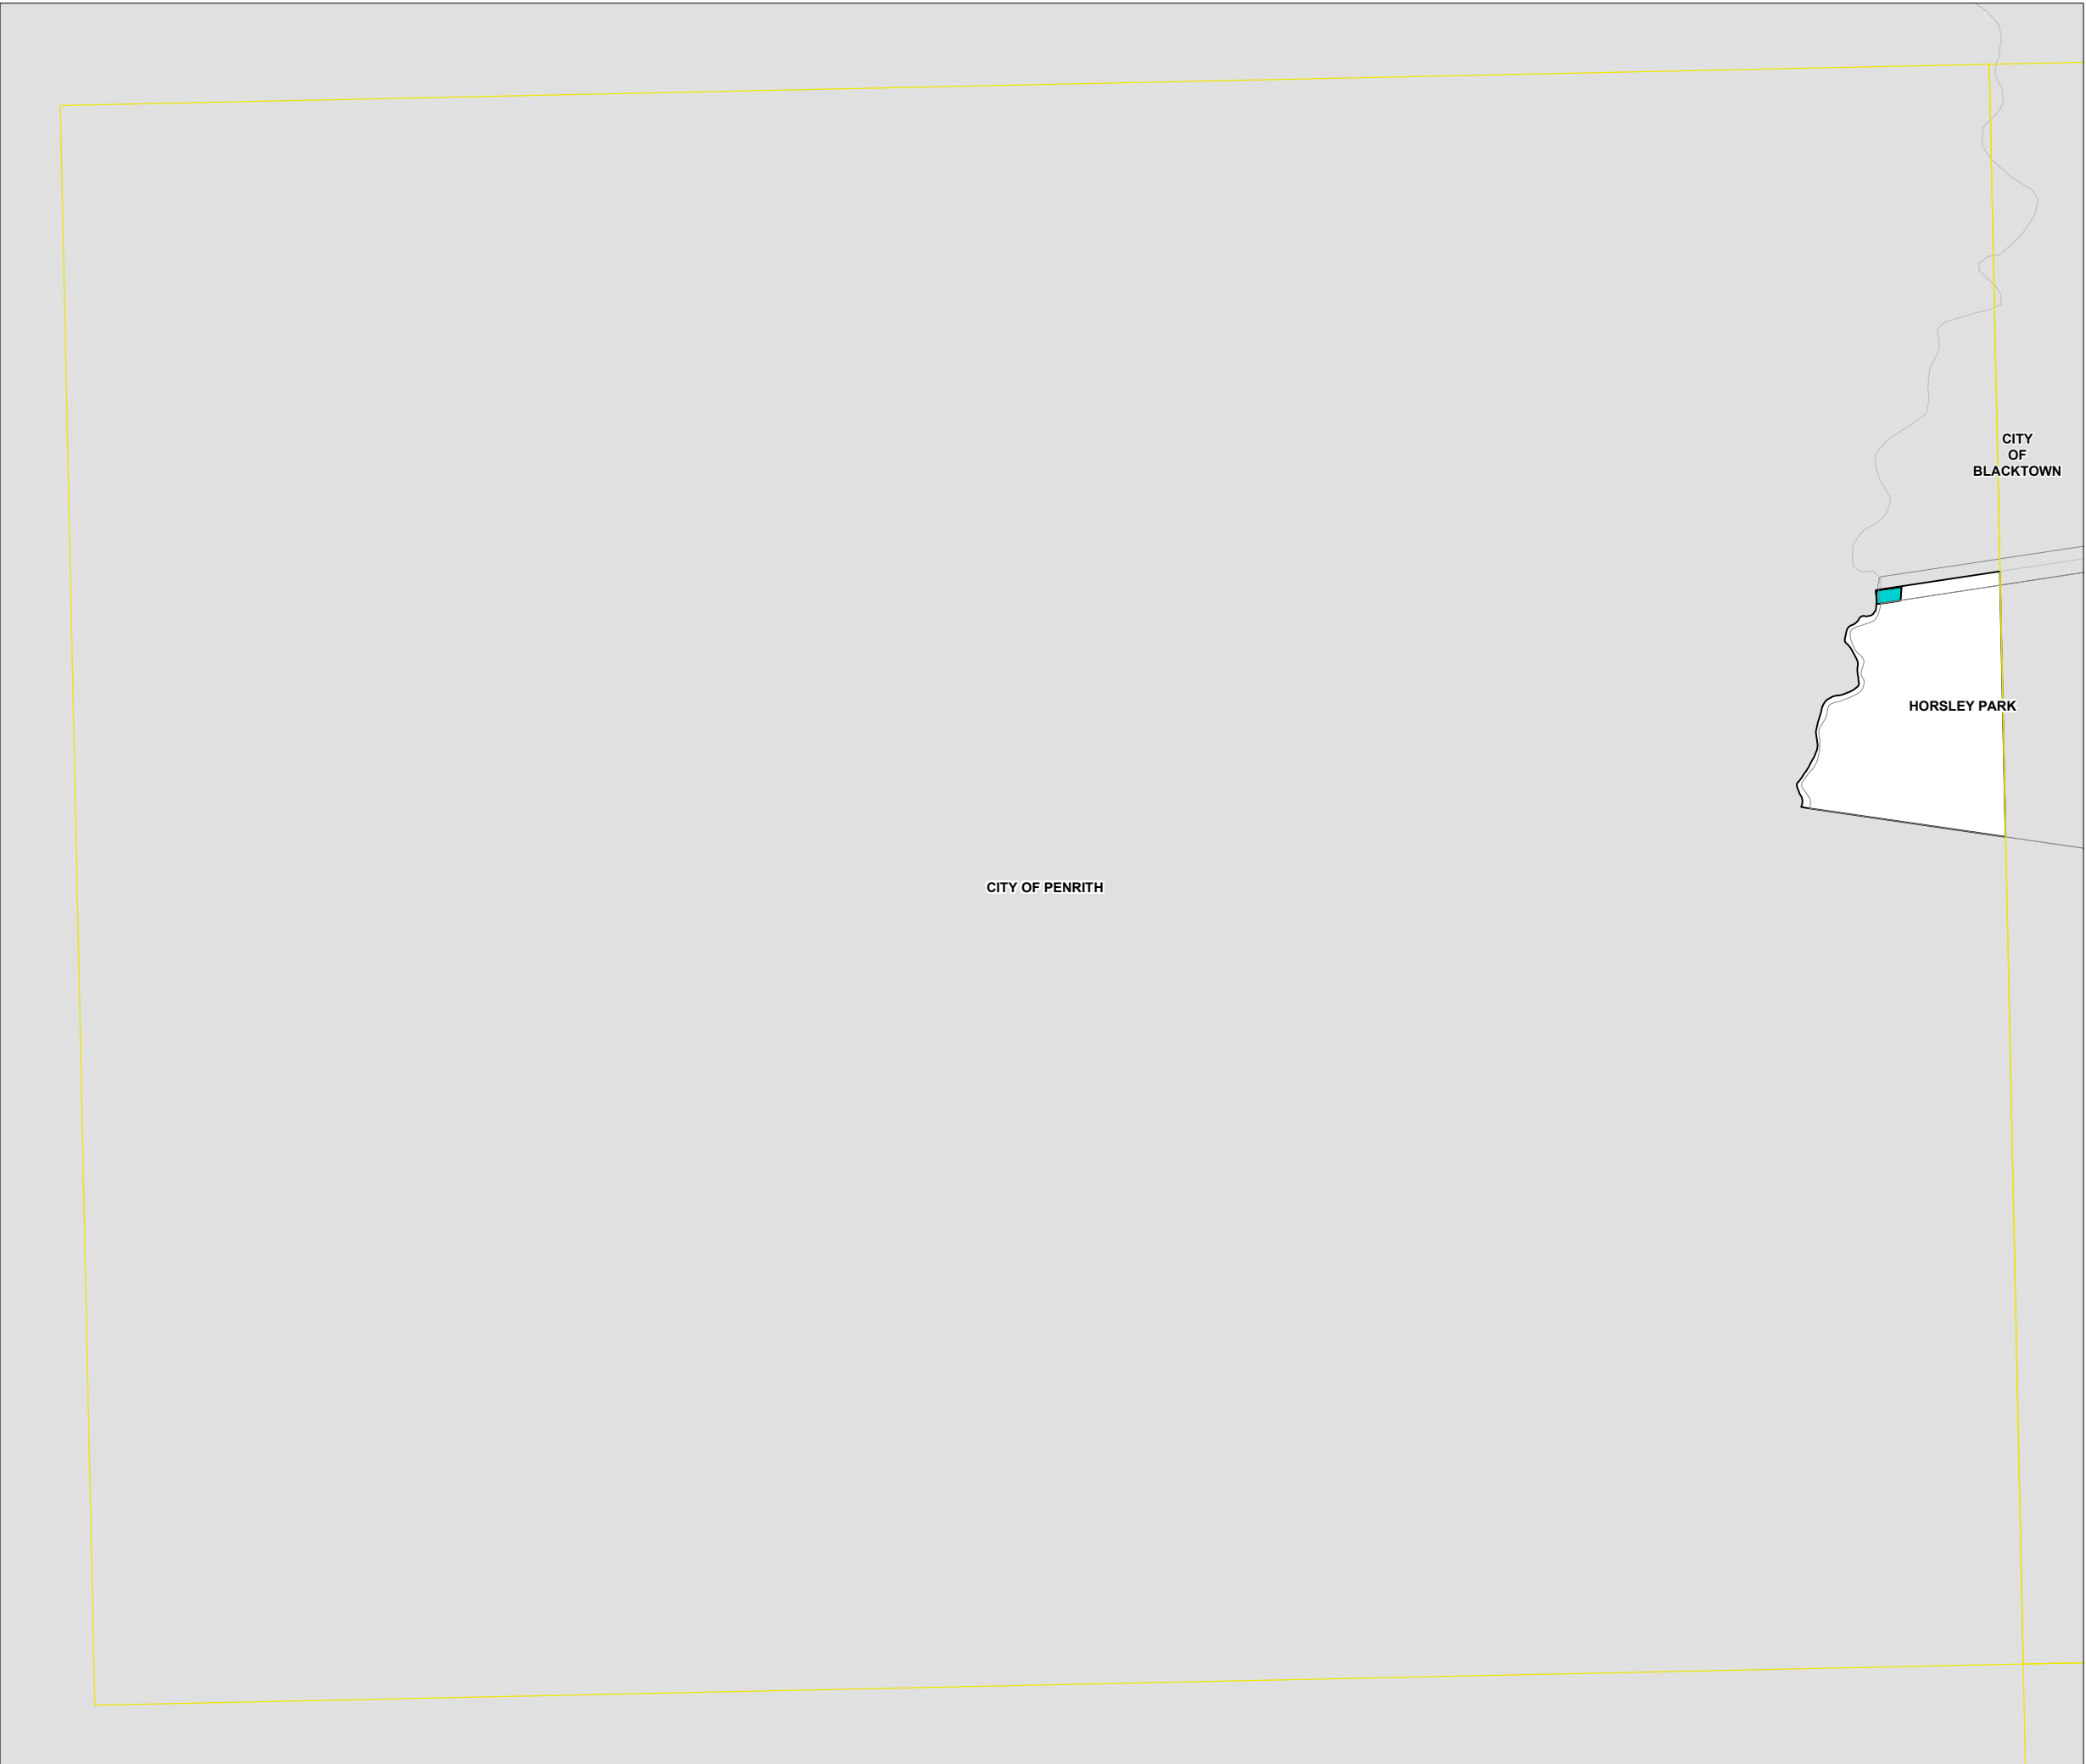 CITY
OF
BLACKTOWN
HORSLEY PARK
CITY OF PENRITH